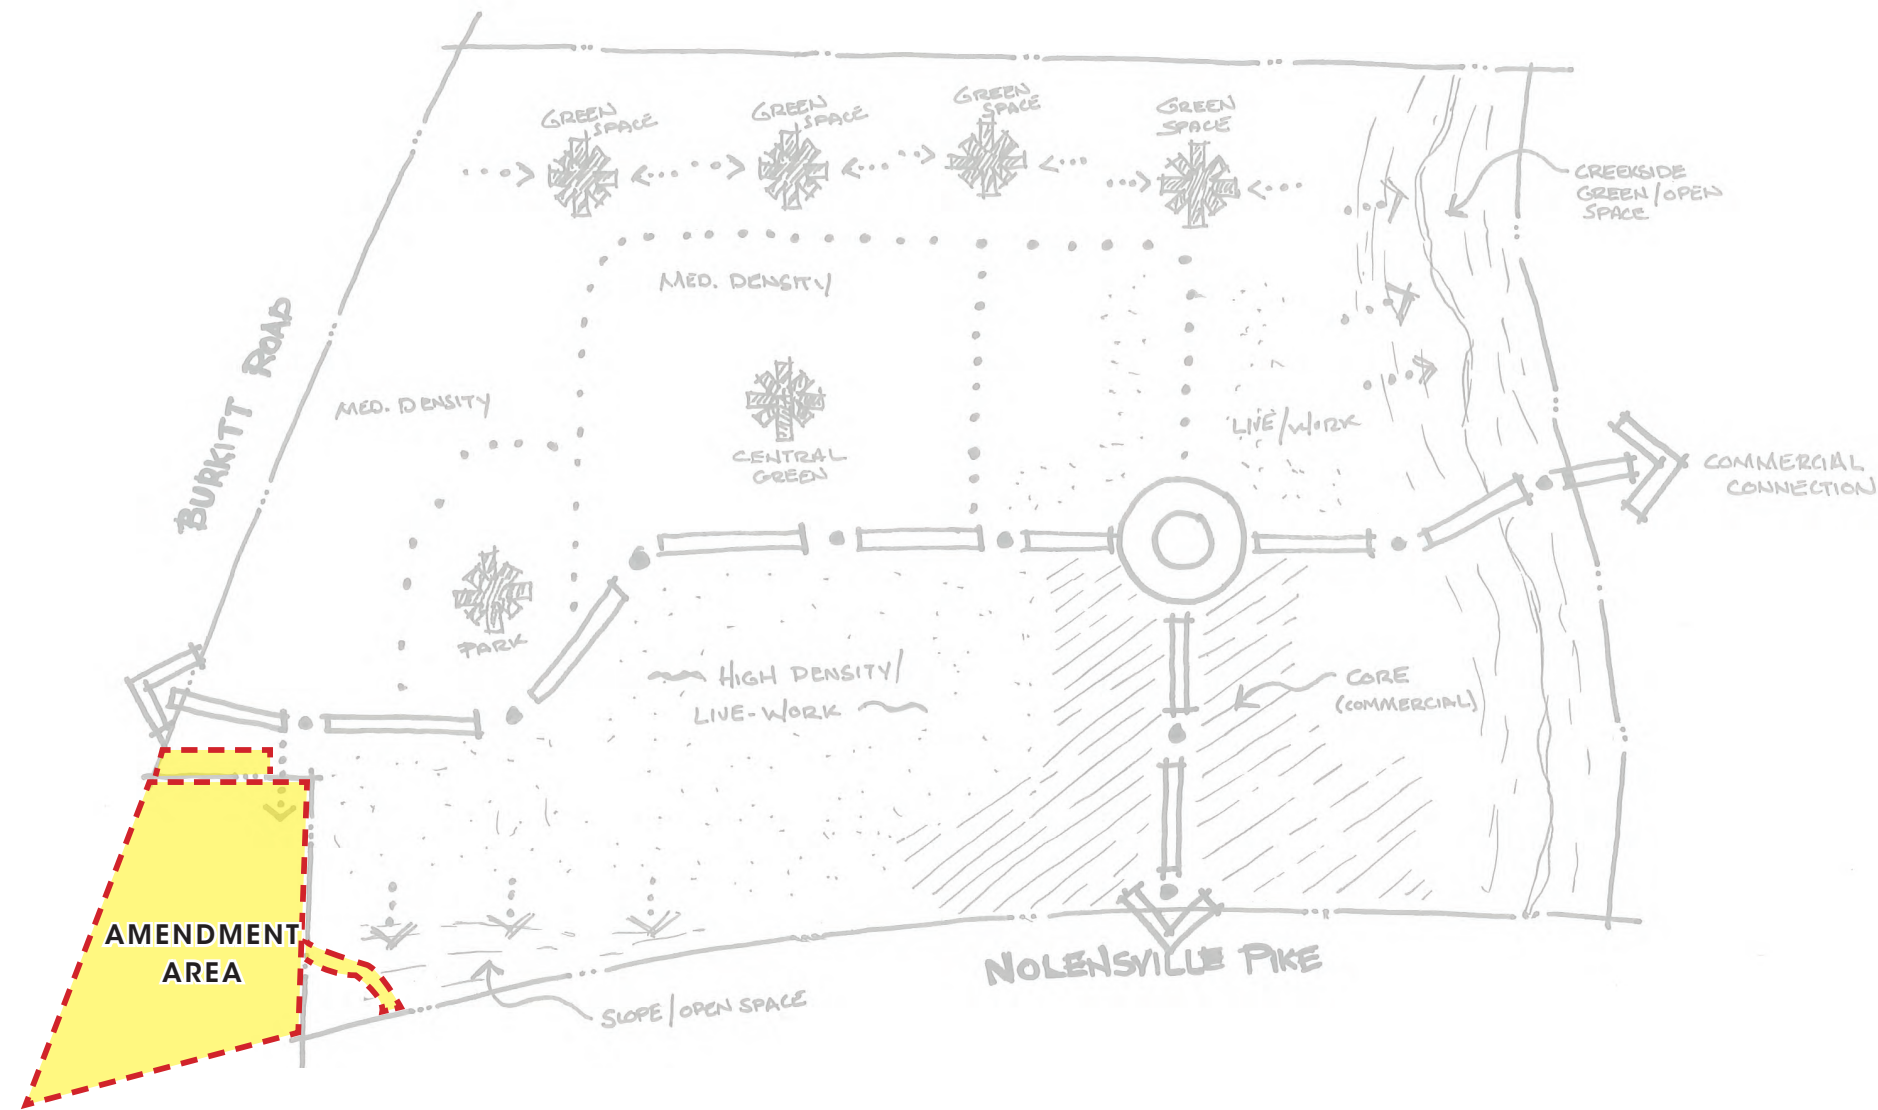 GREEN
SPACE
GREEN
SPACE
GREEN
SPACE
GREEN
SPACE
CREEKSIDE
GREEN/OPEN
SPACE
MED. DENSITY
BURKITT ROAD
MED. DENSITY
CENTRAL
GREEN
LIVE/WORK
COMMERCIAL
CONNECTION
PARK
HIGH DENSITY/
LIVE-WORK
CORE
(COMMERCIAL)
AMENDMENT
AREA
NOLENSVILLE PIKE
SLOPE/OPEN SPACE